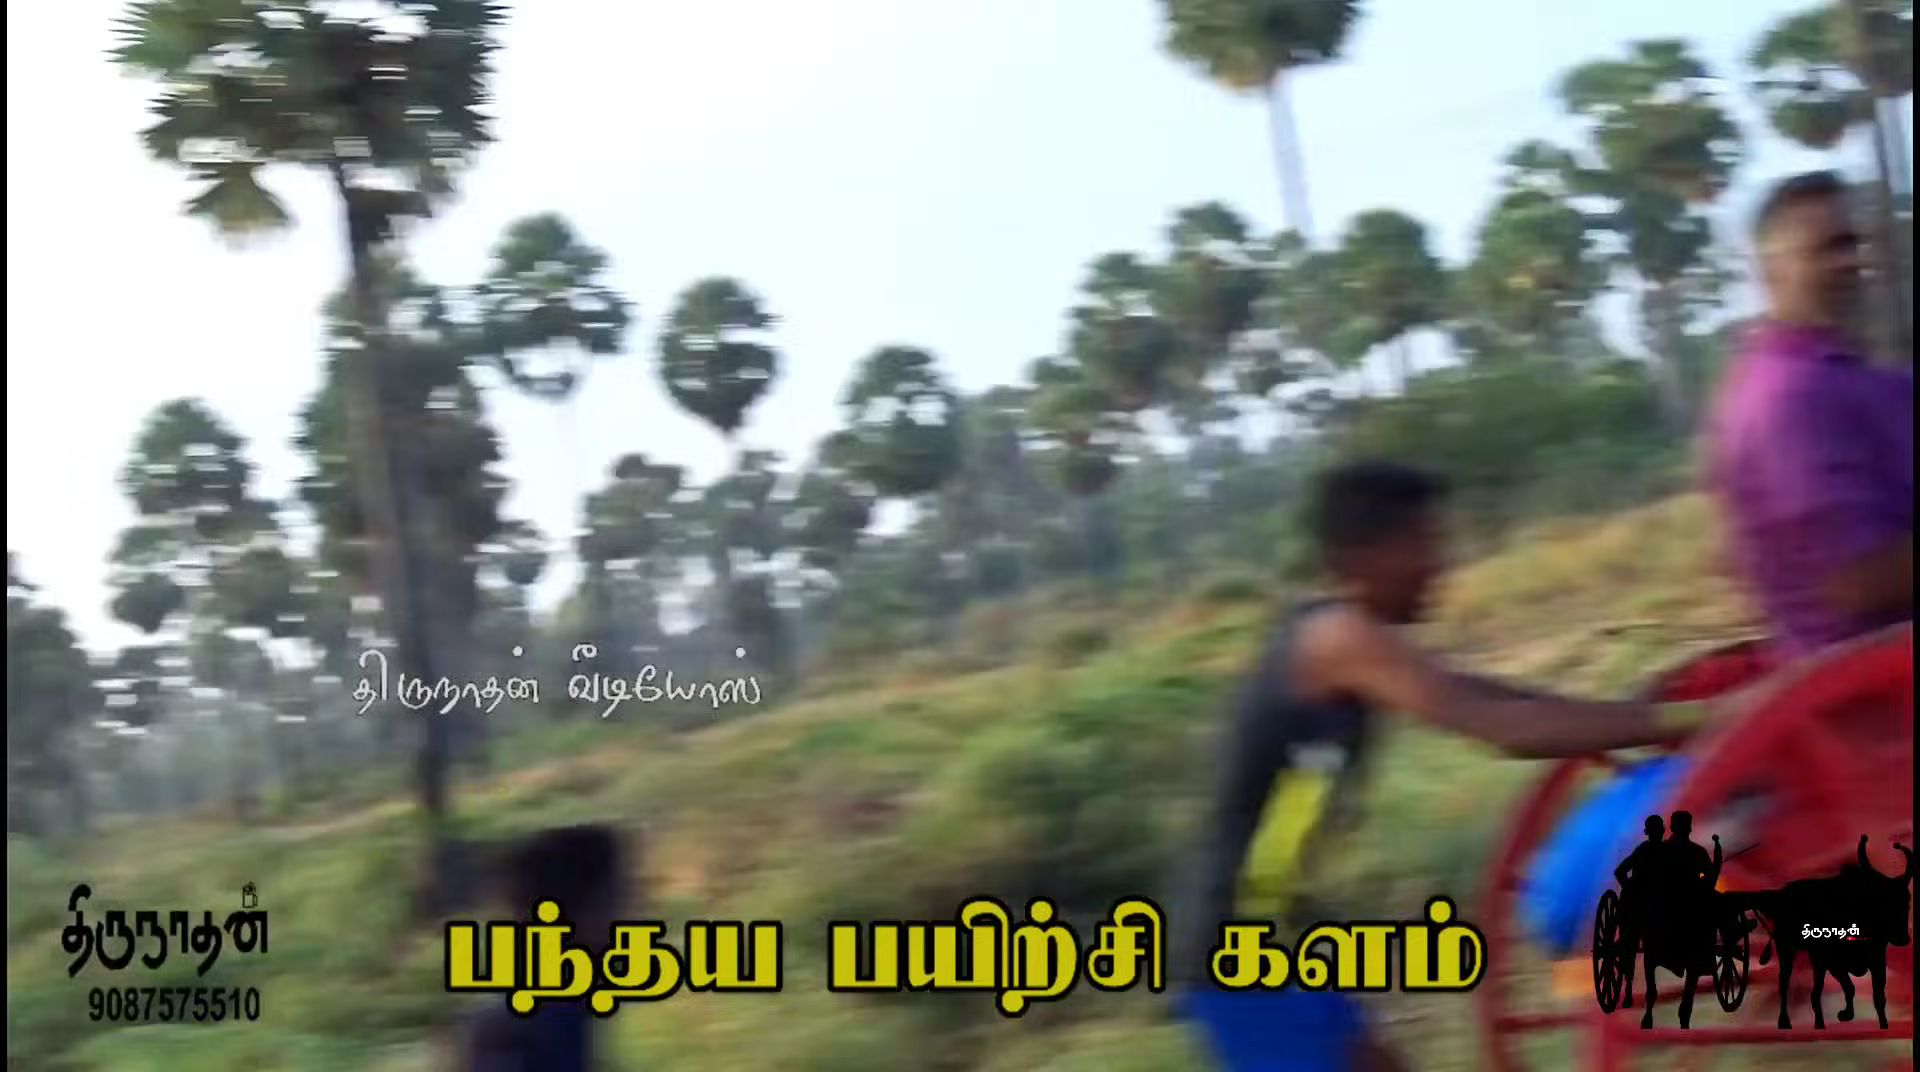 திருநாதன் வீடியோஸ்
திருநாதன்
9087575510
பந்தய பயிற்சி களம்
திருநாதன்